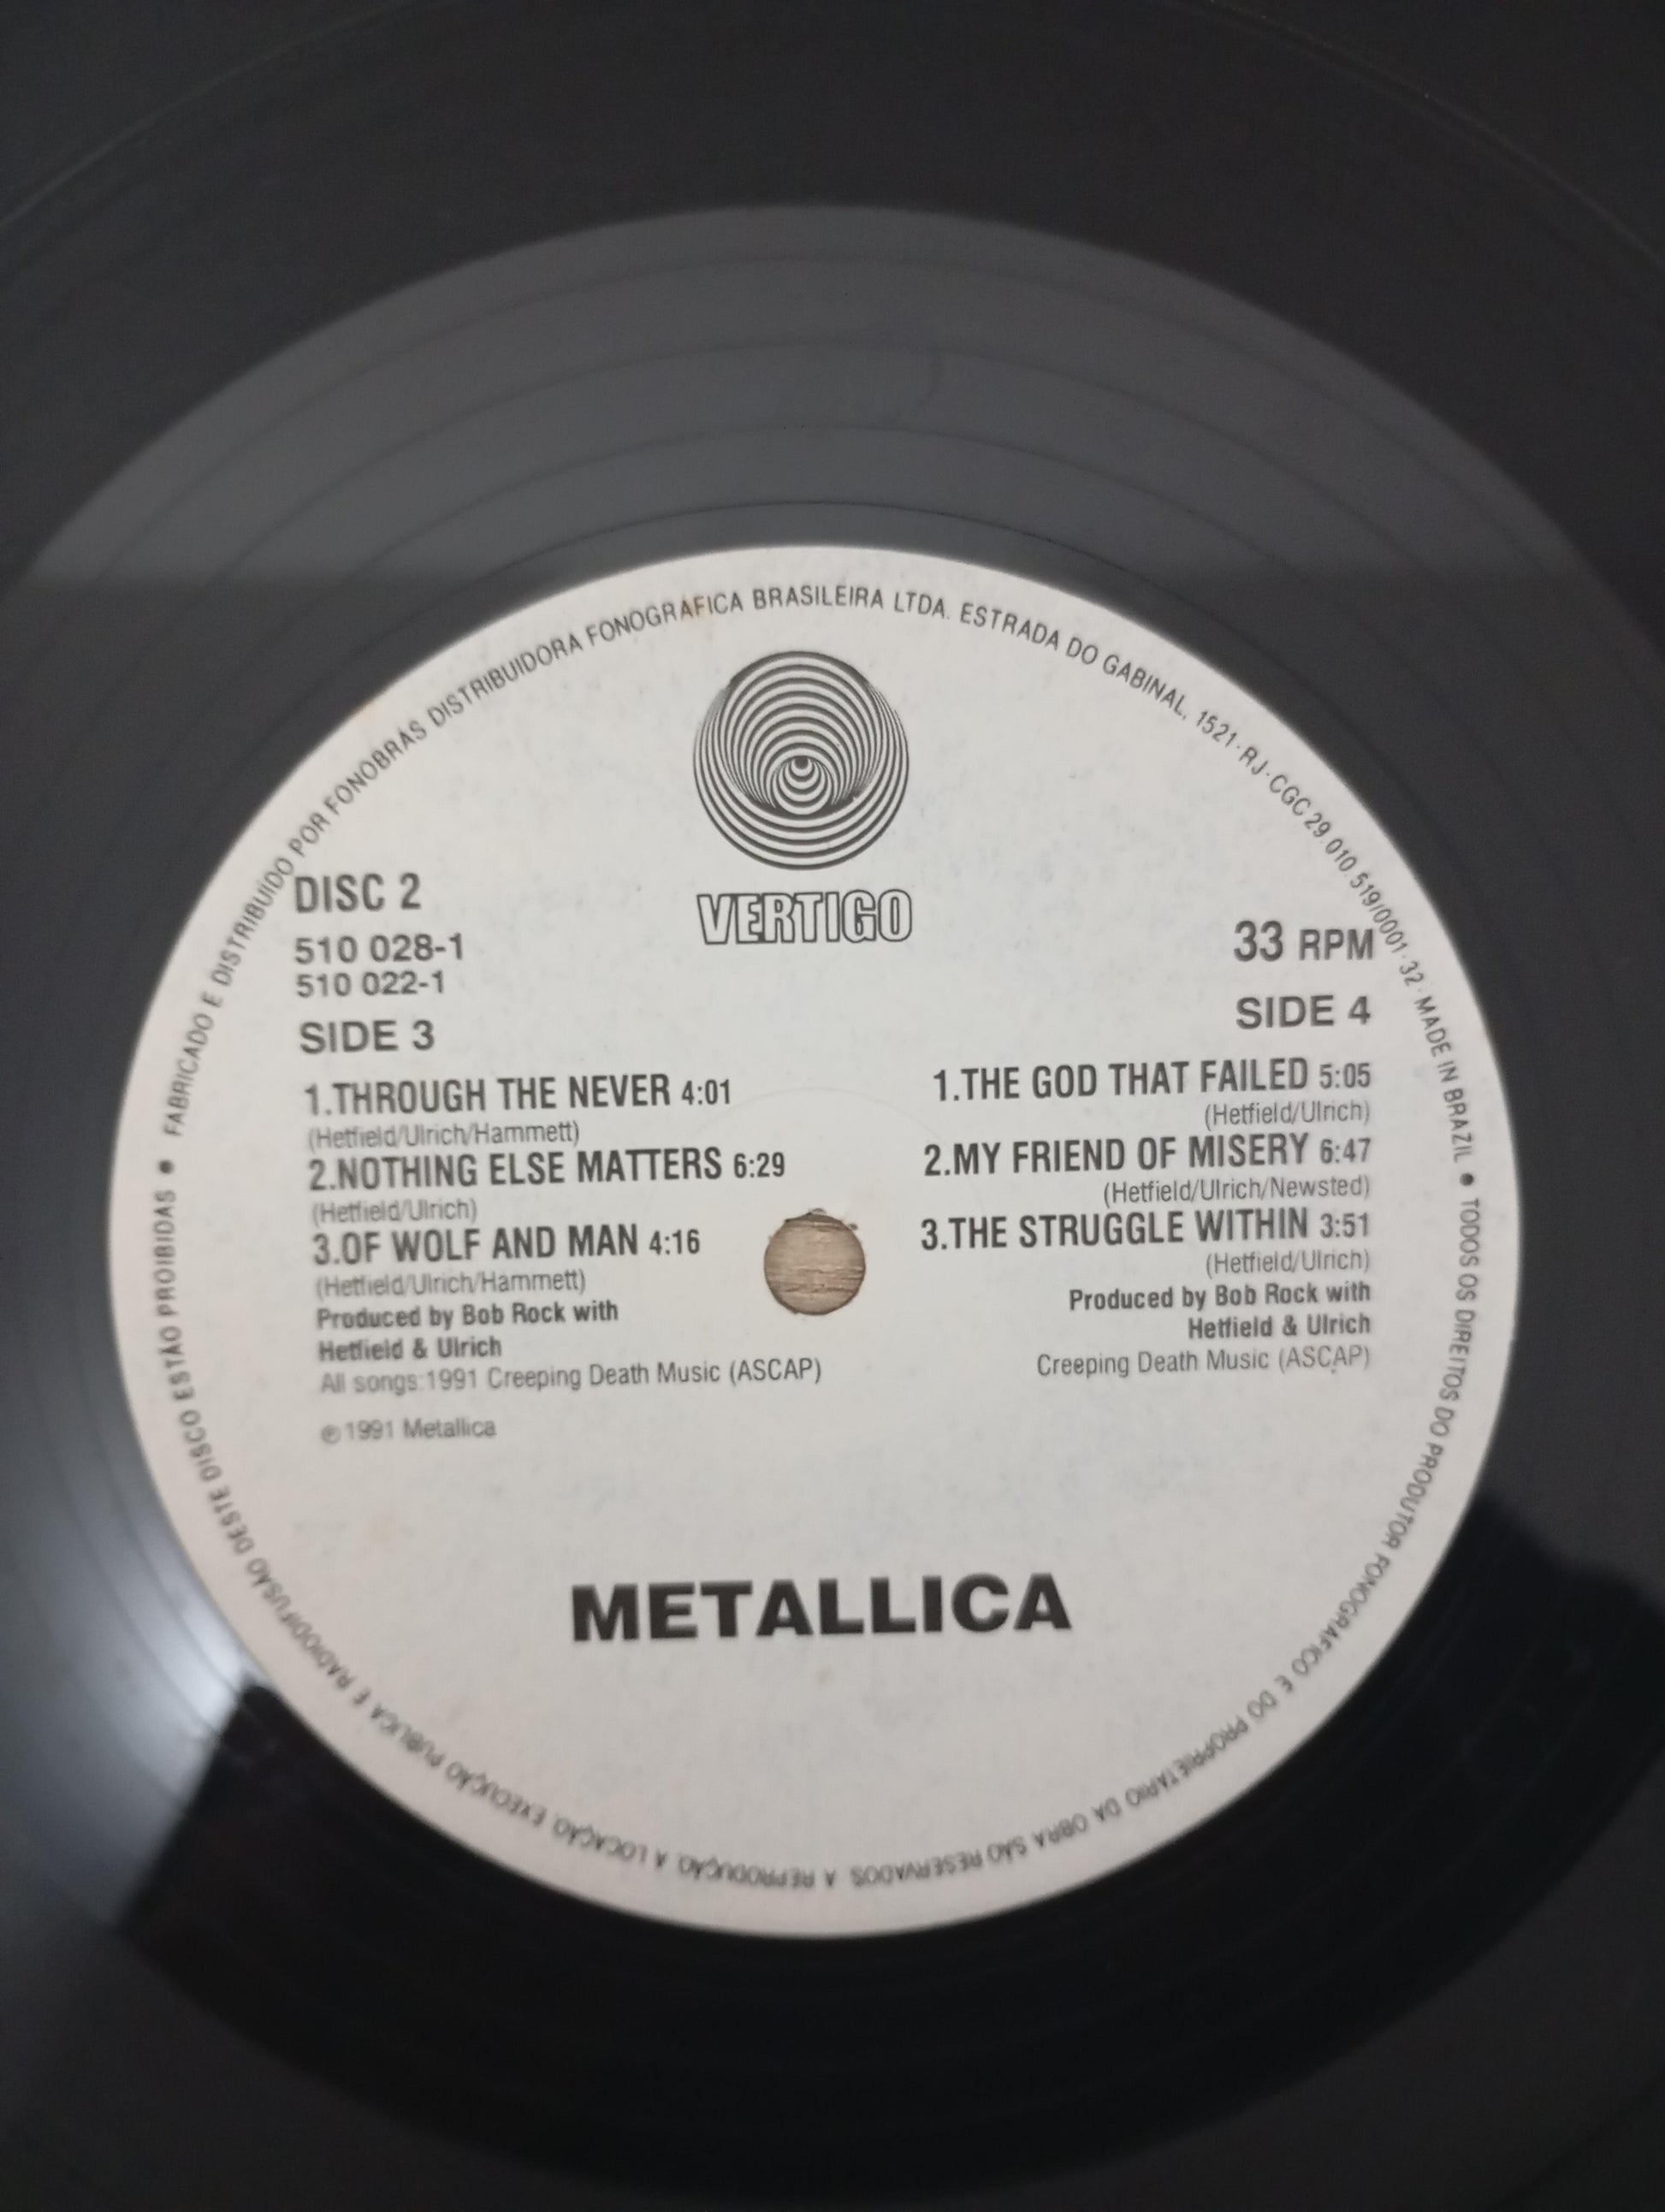 FABRICADO E DISTRIBUIDO POR FONOBRÁS DISTRIBUIDORA FONOGRÁFICA BRASILEIRA LTDA. ESTRADA DO GABINAL, 1521·RJ·CGC 29.010.519/0001·32·MADE IN BRAZIL ● TODOS OS DIREITOS DO PRODUTOR FONOGRÁFICO E DO PROPRIETÁRIO DA OBRA SÃO RESERVADOS A REPRODUÇÃO, A LOCAÇÃO, EXECUÇÃO PÚBLICA E RADIODIFUSÃO DESTE DISCO ESTÃO PROIBIDAS ●
VERTIGO
DISC 2
510 028-1
510 022-1
SIDE 3
1.THROUGH THE NEVER 4:01
(Hetfield/Ulrich/Hammett)
2.NOTHING ELSE MATTERS 6:29
(Hetfield/Ulrich)
3.OF WOLF AND MAN 4:16
(Hetfield/Ulrich/Hammett)
Produced by Bob Rock with
Hetfield & Ulrich
All songs:1991 Creeping Death Music (ASCAP)
℗1991 Metallica
33 RPM
SIDE 4
1.THE GOD THAT FAILED 5:05
(Hetfield/Ulrich)
2.MY FRIEND OF MISERY 6:47
(Hetfield/Ulrich/Newsted)
3.THE STRUGGLE WITHIN 3:51
(Hetfield/Ulrich)
Produced by Bob Rock with
Hetfield & Ulrich
Creeping Death Music (ASCAP)
METALLICA